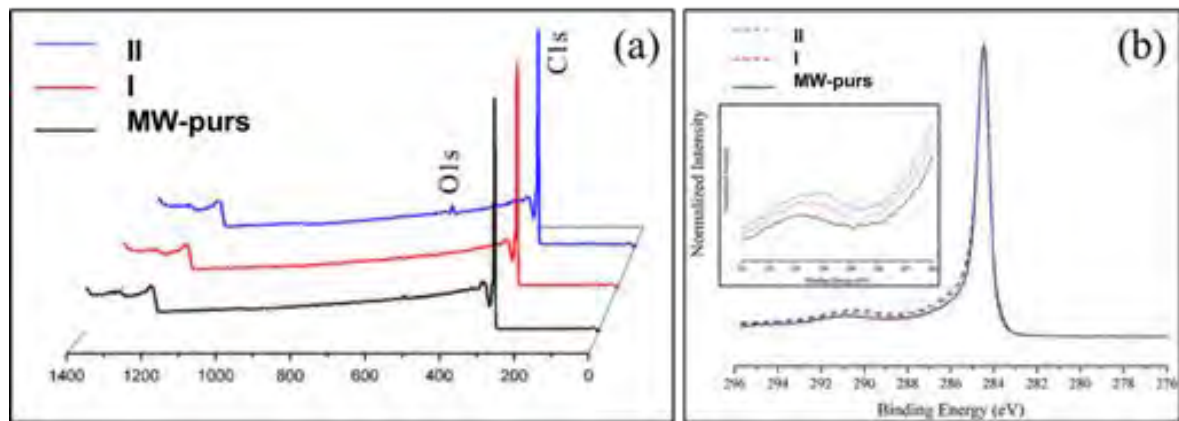 II
(a)
I
MW-purs
C1s
O1s
1400 1200 1000 800 600 400 200 0
II
(b)
I
MW-purs
Normalized Intensity
296 294 292 290 288 286 284 282 280 278 276
Binding Energy (eV)